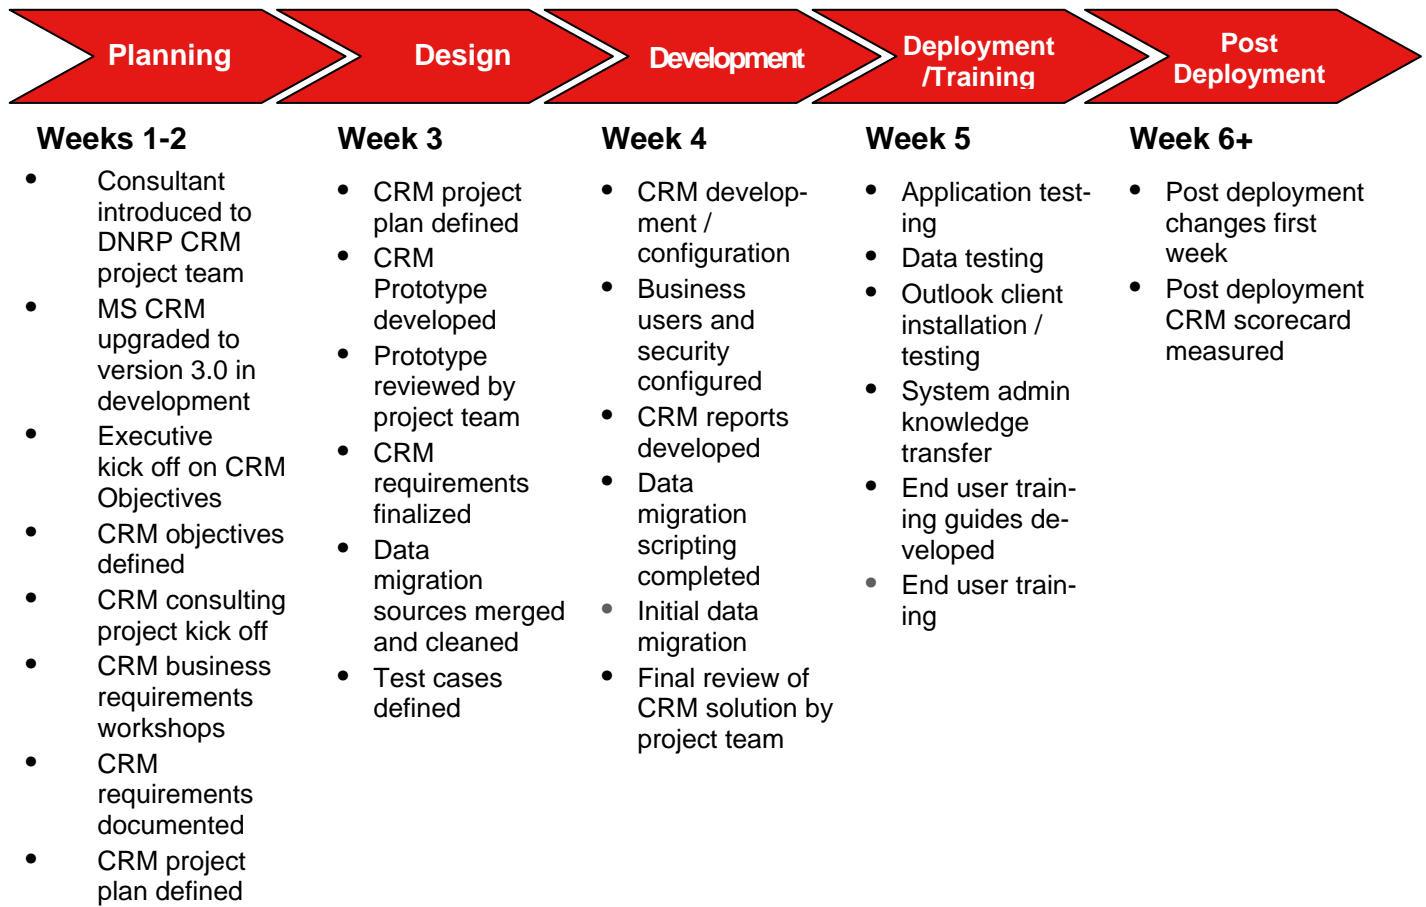 Planning
Design
Development
Deployment
/Training
Post
Deployment
Weeks 1-2
• Consultant
introduced to
DNRP CRM
project team
• MS CRM
upgraded to
version 3.0 in
development
• Executive
kick off on CRM
Objectives
• CRM objectives
defined
• CRM consulting
project kick off
• CRM business
requirements
workshops
• CRM
requirements
documented
• CRM project
plan defined
Week 3
• CRM project
plan defined
• CRM
Prototype
developed
• Prototype
reviewed by
project team
• CRM
requirements
finalized
• Data
migration
sources merged
and cleaned
• Test cases
defined
Week 4
• CRM develop-
ment /
configuration
• Business
users and
security
configured
• CRM reports
developed
• Data
migration
scripting
completed
• Initial data
migration
• Final review of
CRM solution by
project team
Week 5
• Application test-
ing
• Data testing
• Outlook client
installation /
testing
• System admin
knowledge
transfer
• End user train-
ing guides de-
veloped
• End user train-
ing
Week 6+
• Post deployment
changes first
week
• Post deployment
CRM scorecard
measured